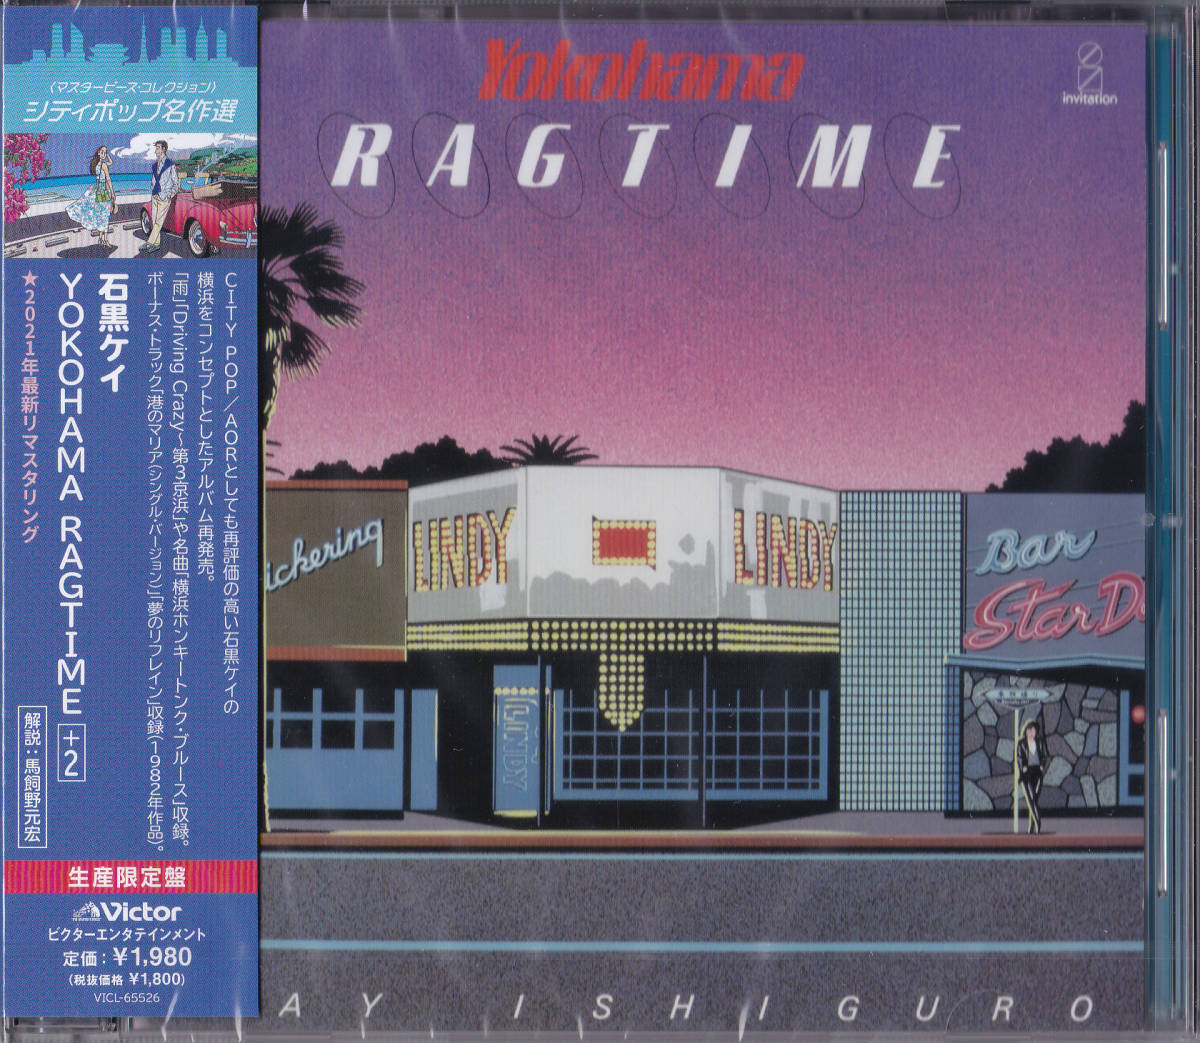 〈マスターピース・コレクション〉
シティポップ名作選
CITY POP／AORとしても再評価の高い石黒ケイの
横浜をコンセプトとしたアルバム再発売。
「雨」「Driving Crazy～第3京浜」や名曲「横浜ホンキートンク・ブルース」収録。
ボーナス・トラック「港のマリア(シングル・バージョン)」「夢のリフレイン」収録(1982年作品)。
石黒ケイ
YOKOHAMA RAGTIME +2
★2021年最新リマスタリング
解説：馬飼野元宏
生産限定盤
Victor
ビクターエンタテインメント
定価：¥1,980
(税抜価格 ¥1,800)
VICL-65526
Yokohama
RAGTIME
invitation
ickering
LINDY
LINDY
Bar
Star D
LINDY
AY ISHIGURO